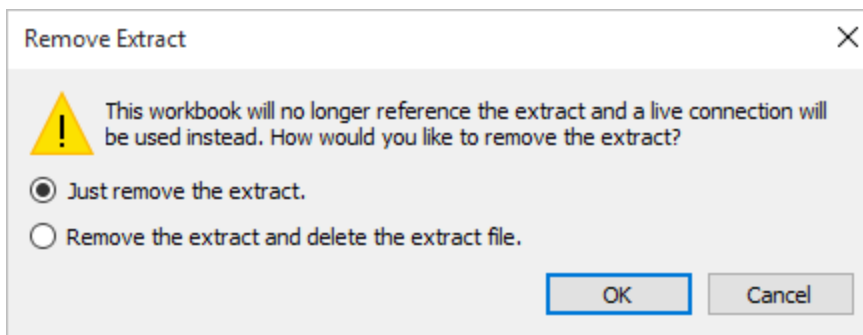 Remove Extract
This workbook will no longer reference the extract and a live connection will
be used instead. How would you like to remove the extract?
Just remove the extract.
Remove the extract and delete the extract file.
OK
Cancel